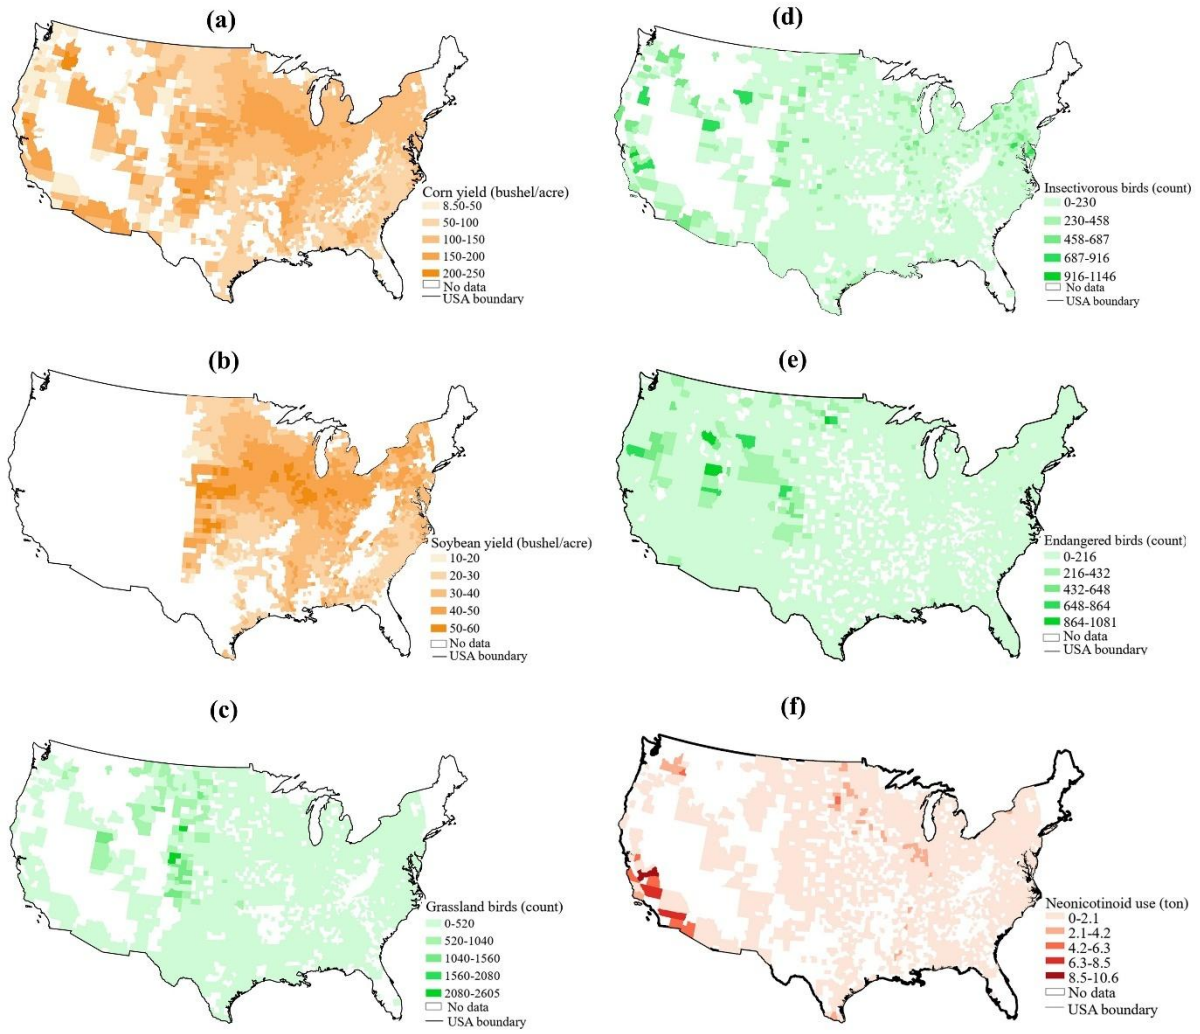 (a)
Corn yield (bushel/acre)
8.50-50
50-100
100-150
150-200
200-250
No data
USA boundary
(d)
Insectivorous birds (count)
0-230
230-458
458-687
687-916
916-1146
No data
USA boundary
(b)
Soybean yield (bushel/acre)
10-20
20-30
30-40
40-50
50-60
No data
USA boundary
(e)
Endangered birds (count)
0-216
216-432
432-648
648-864
864-1081
No data
USA boundary
(c)
Grassland birds (count)
0-520
520-1040
1040-1560
1560-2080
2080-2605
No data
USA boundary
(f)
Neonicotinoid use (ton)
0-2.1
2.1-4.2
4.2-6.3
6.3-8.5
8.5-10.6
No data
USA boundary